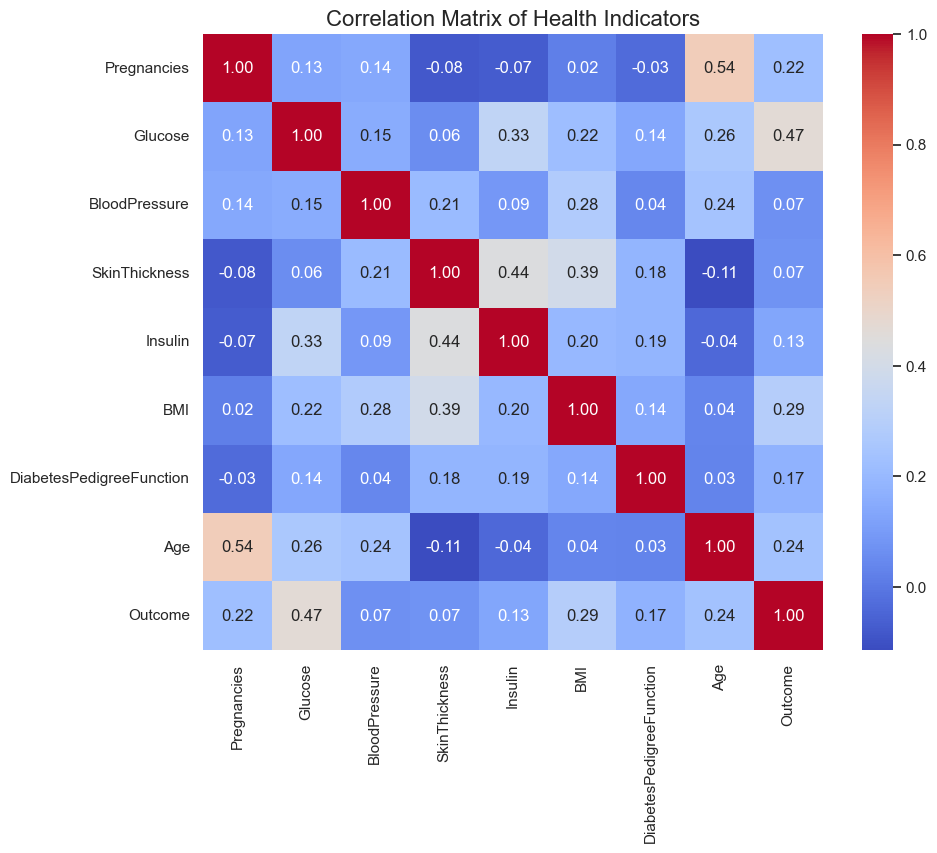 Correlation Matrix of Health Indicators
Pregnancies 1.00 0.13 0.14 -0.08 -0.07 0.02 -0.03 0.54 0.22
Glucose 0.13 1.00 0.15 0.06 0.33 0.22 0.14 0.26 0.47
BloodPressure 0.14 0.15 1.00 0.21 0.09 0.28 0.04 0.24 0.07
SkinThickness -0.08 0.06 0.21 1.00 0.44 0.39 0.18 -0.11 0.07
Insulin -0.07 0.33 0.09 0.44 1.00 0.20 0.19 -0.04 0.13
BMI 0.02 0.22 0.28 0.39 0.20 1.00 0.14 0.04 0.29
DiabetesPedigreeFunction -0.03 0.14 0.04 0.18 0.19 0.14 1.00 0.03 0.17
Age 0.54 0.26 0.24 -0.11 -0.04 0.04 0.03 1.00 0.24
Outcome 0.22 0.47 0.07 0.07 0.13 0.29 0.17 0.24 1.00
Pregnancies
Glucose
BloodPressure
SkinThickness
Insulin
BMI
DiabetesPedigreeFunction
Age
Outcome
1.0
0.8
0.6
0.4
0.2
0.0